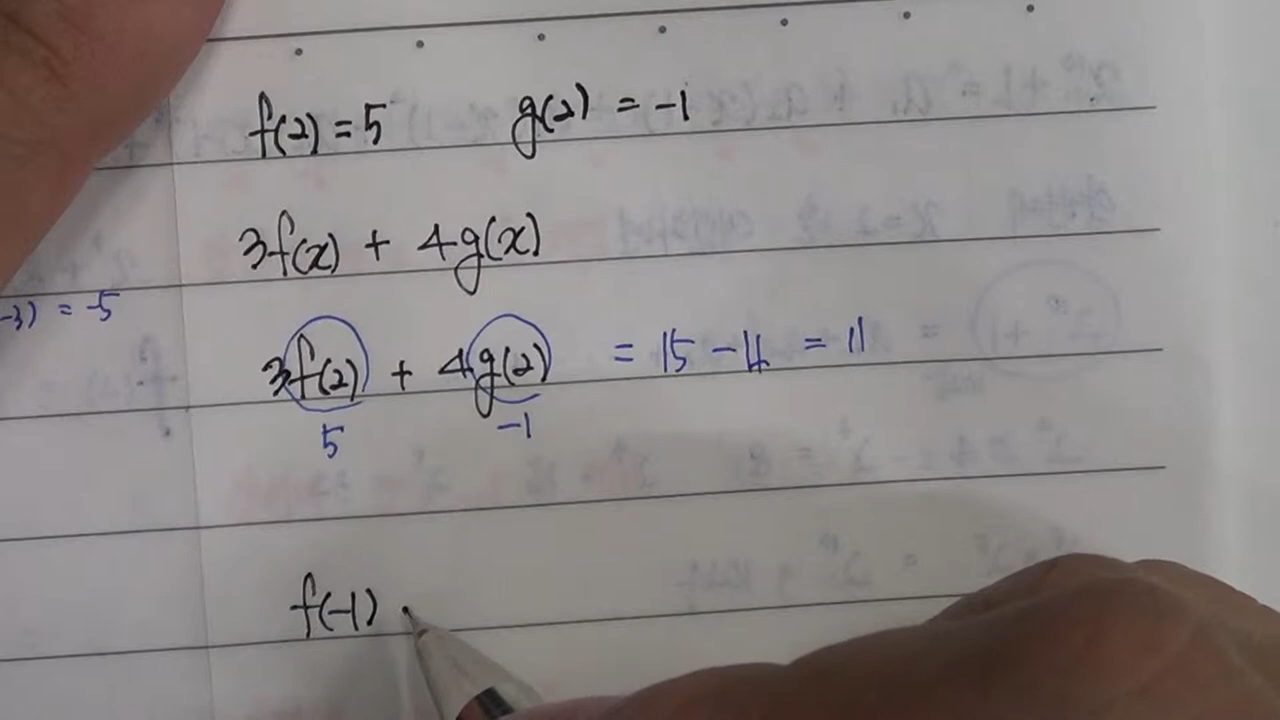 f(2) = 5 g(2) = -1
3f(x) + 4g(x)
-3) = -5
3f(2) + 4g(2) = 15 - 4 = 11
5 -1
f(-1)